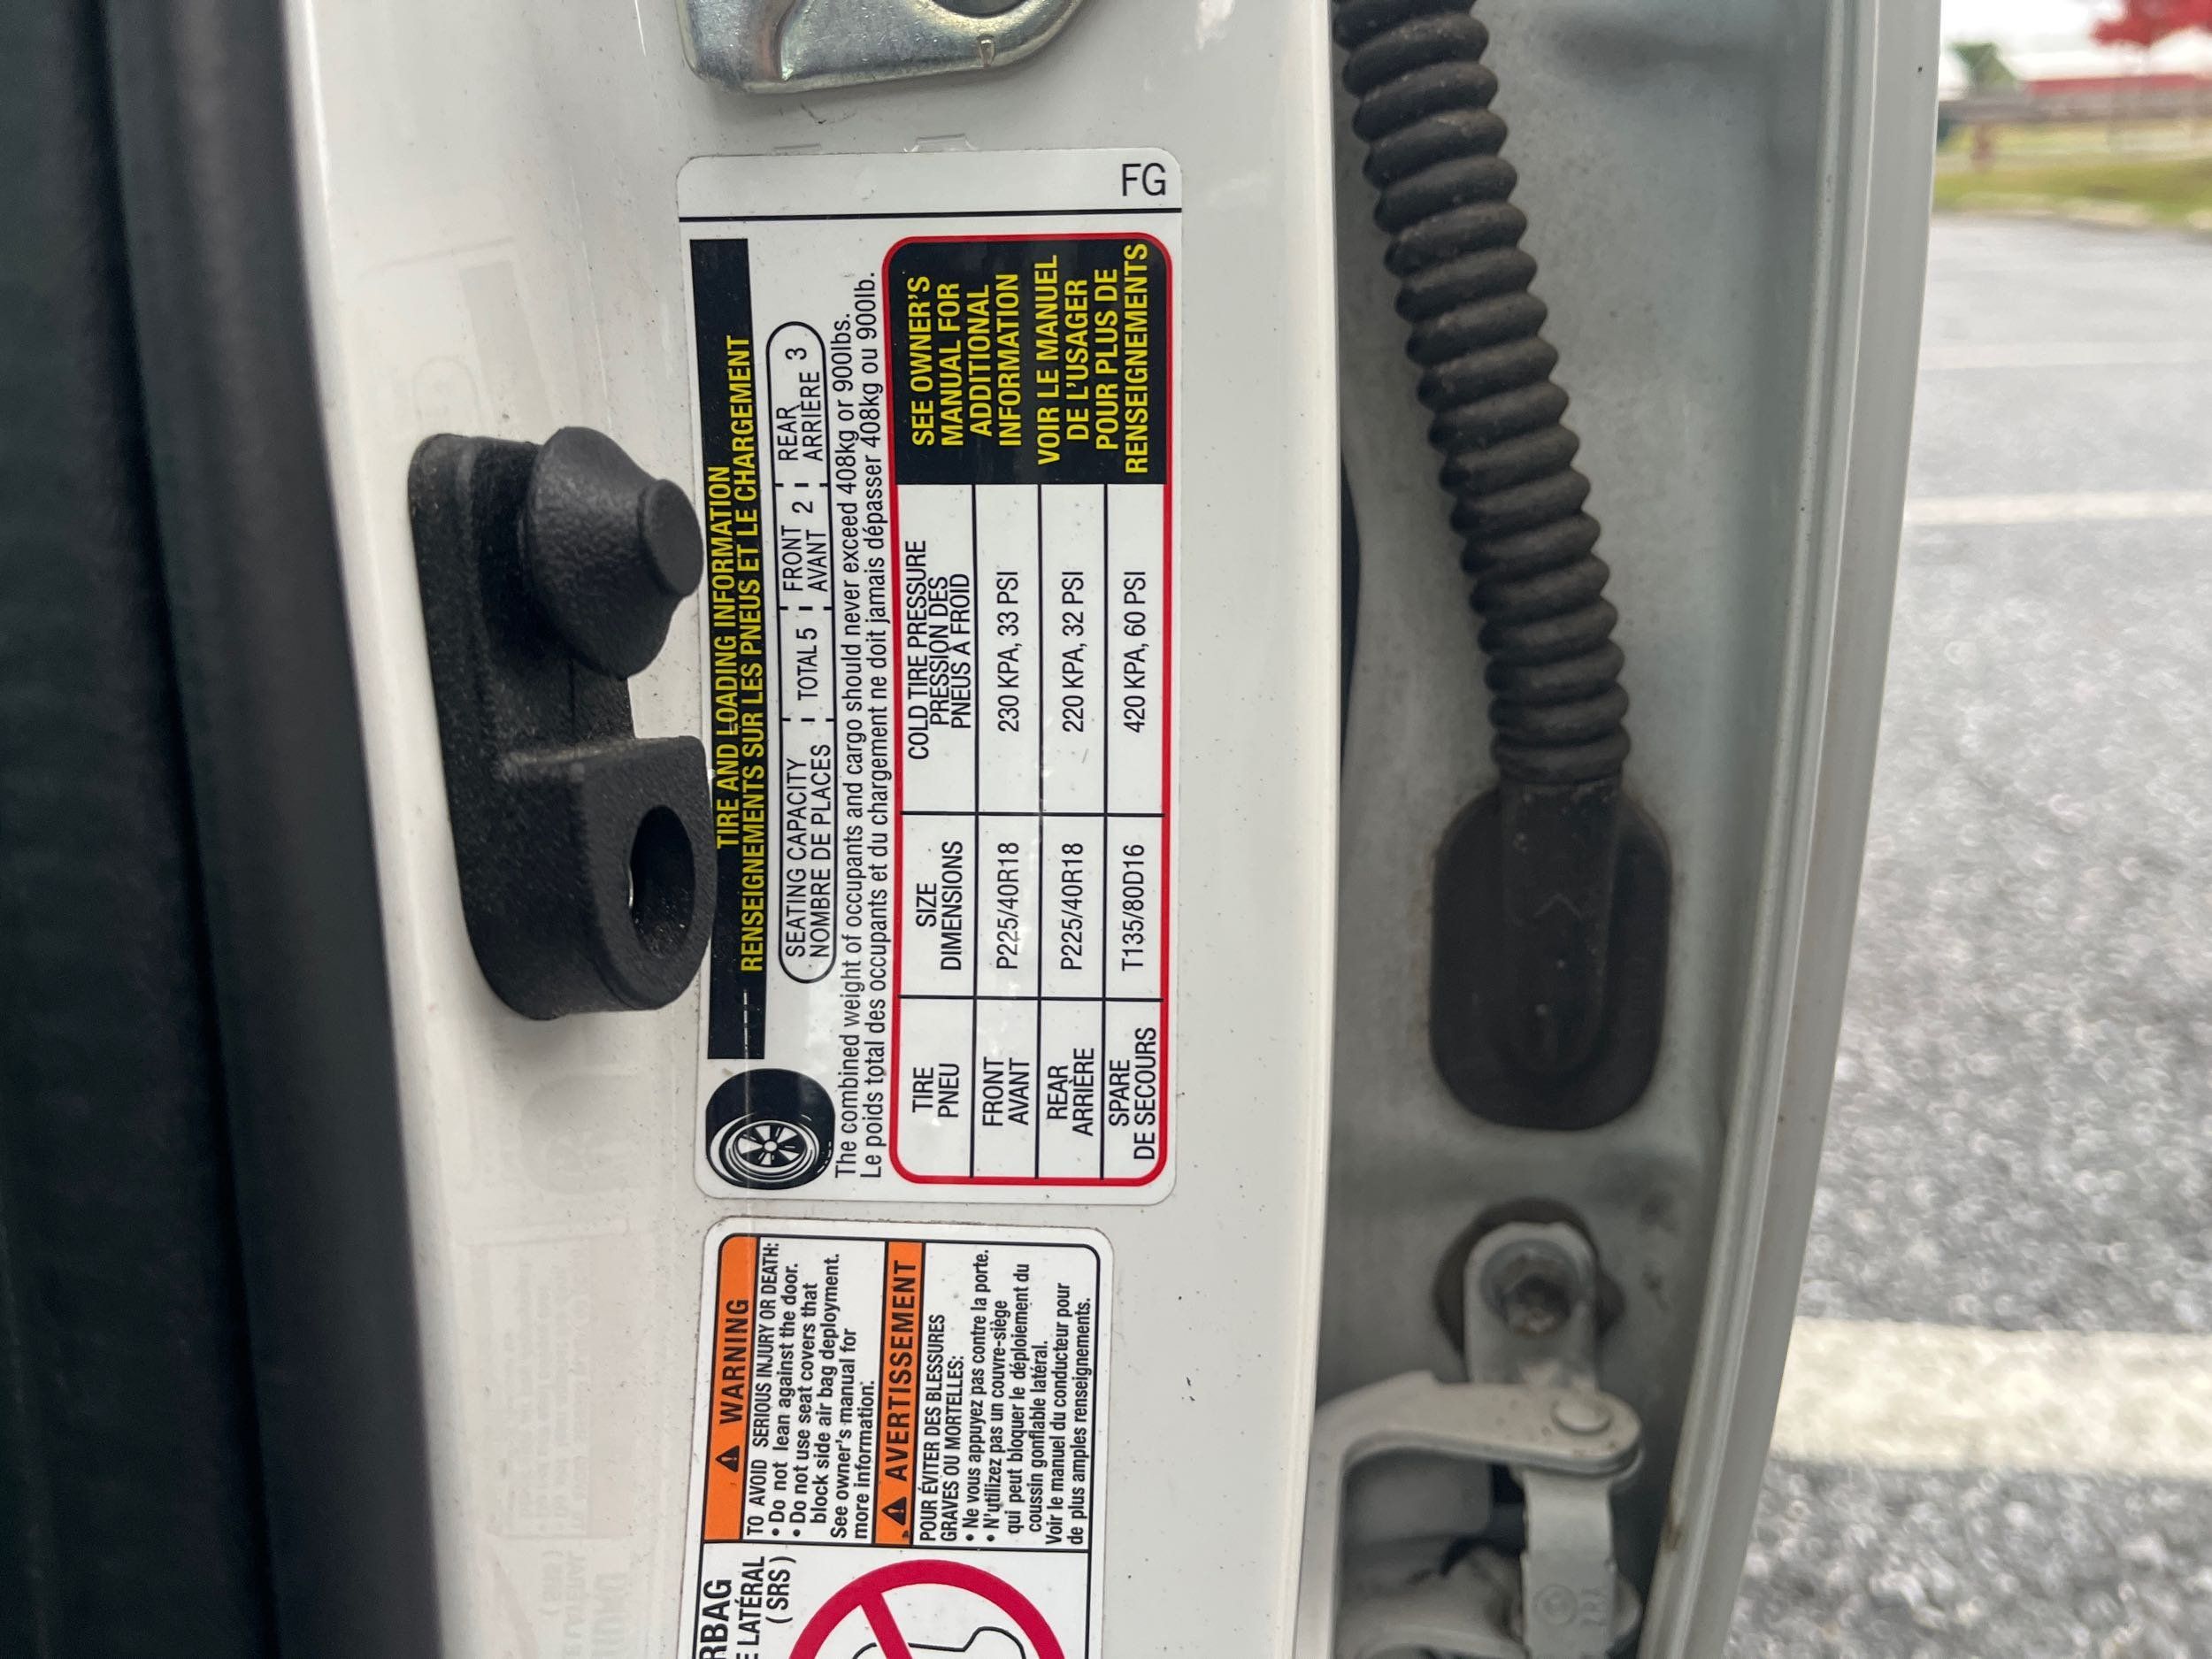 FG
TIRE AND LOADING INFORMATION
RENSEIGNEMENTS SUR LES PNEUS ET LE CHARGEMENT
SEATING CAPACITY TOTAL 5 FRONT 2 REAR 3
NOMBRE DE PLACES AVANT ARRIÈRE
The combined weight of occupants and cargo should never exceed 408kg or 900lbs.
Le poids total des occupants et du chargement ne doit jamais dépasser 408kg ou 900lb.
TIRE
PNEU
SIZE
DIMENSIONS
COLD TIRE PRESSURE
PRESSION DES
PNEUS À FROID
FRONT
AVANT
P225/40R18
230 KPA, 33 PSI
REAR
ARRIÈRE
P225/40R18
220 KPA, 32 PSI
SPARE
DE SECOURS
T135/80D16
420 KPA, 60 PSI
SEE OWNER'S
MANUAL FOR
ADDITIONAL
INFORMATION
VOIR LE MANUEL
DE L'USAGER
POUR PLUS DE
RENSEIGNEMENTS
RBAG
E LATÉRAL
(SRS)
WARNING
TO AVOID SERIOUS INJURY OR DEATH:
• Do not lean against the door.
• Do not use seat covers that
block side air bag deployment.
See owner's manual for
more information.
AVERTISSEMENT
POUR ÉVITER DES BLESSURES
GRAVES OU MORTELLES:
• Ne vous appuyez pas contre la porte.
• N'utilizez pas un couvre-siège
qui peut bloquer le déploiement du
coussin gonflable latéral.
Voir le manuel du conducteur pour
de plus amples renseignements.